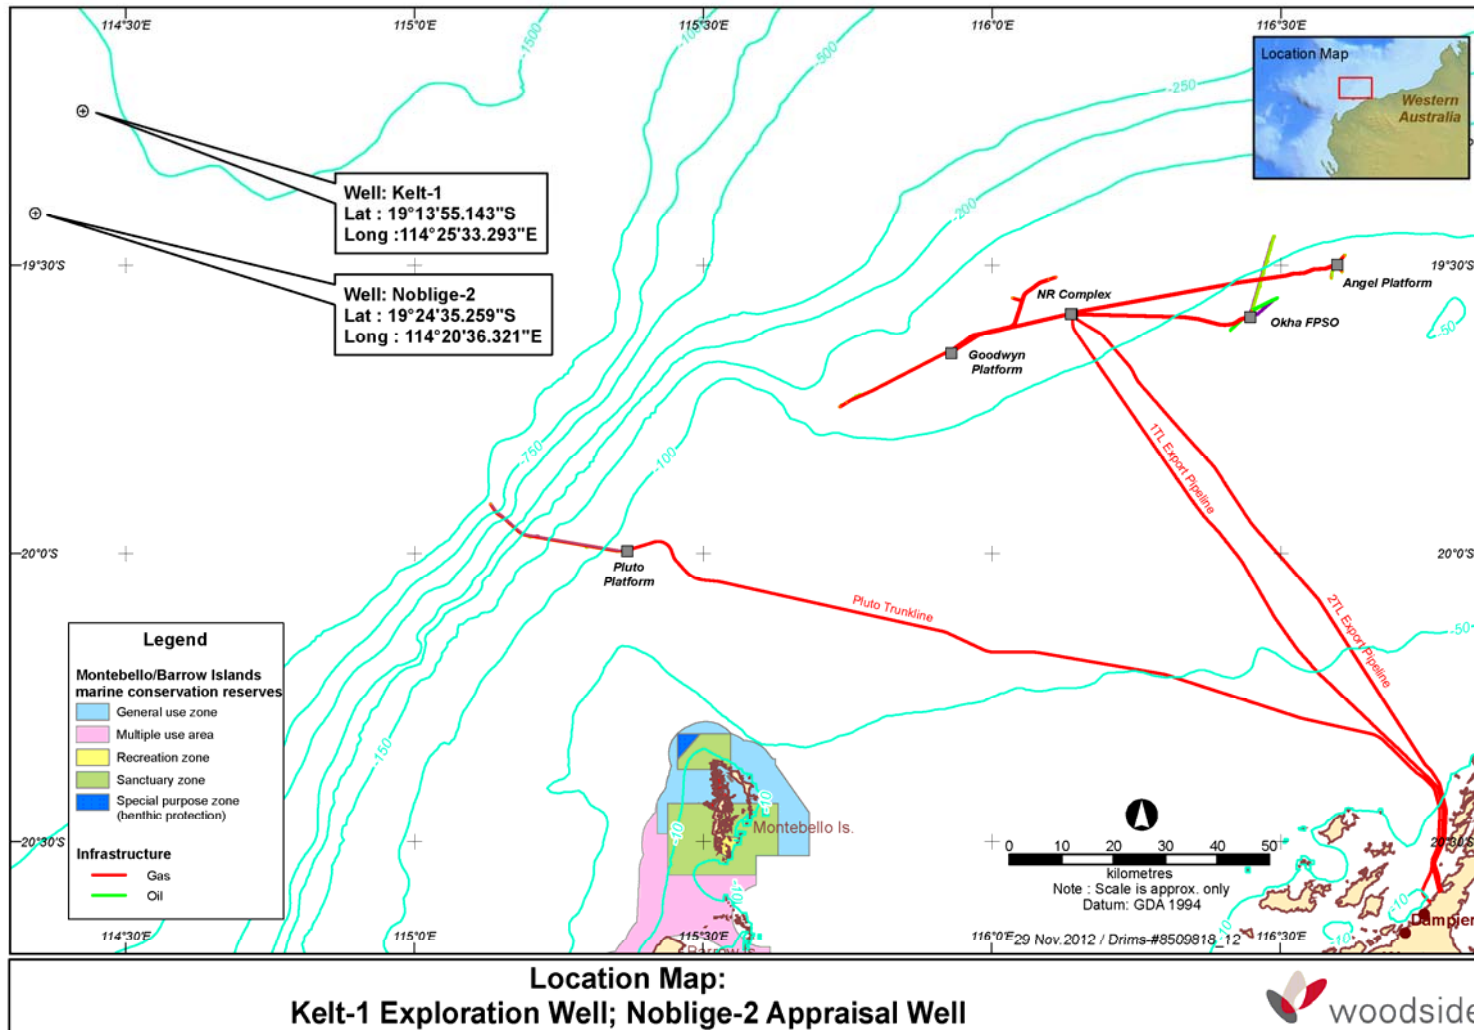 114°30'E
115°0'E
115°30'E
116°0'E
116°30'E
-1500
-500
-250
-200
-750
-100
-150
-50
-50
-10
-10
-10
-10
-10
-10
Location Map
Western
Australia
Well: Kelt-1
Lat : 19°13'55.143"S
Long :114°25'33.293"E
Well: Noblige-2
Lat : 19°24'35.259"S
Long : 114°20'36.321"E
19°30'S
19°30'S
Angel Platform
NR Complex
Okha FPSO
Goodwyn
Platform
1TL Export Pipeline
2TL Export Pipeline
20°0'S
20°0'S
Pluto
Platform
Pluto Trunkline
Legend
Montebello/Barrow Islands
marine conservation reserves
General use zone
Multiple use area
Recreation zone
Sanctuary zone
Special purpose zone
(benthic protection)
Infrastructure
Gas
Oil
Montebello Is.
20°30'S
0 10 20 30 40 50
kilometres
Note : Scale is approx. only
Datum: GDA 1994
Dampier
Barrow Is.
114°30'E
115°0'E
115°30'E
116°0'E
116°30'E
29 Nov.2012 / Drims-#8509818_12
Location Map:
Kelt-1 Exploration Well; Noblige-2 Appraisal Well
woodside